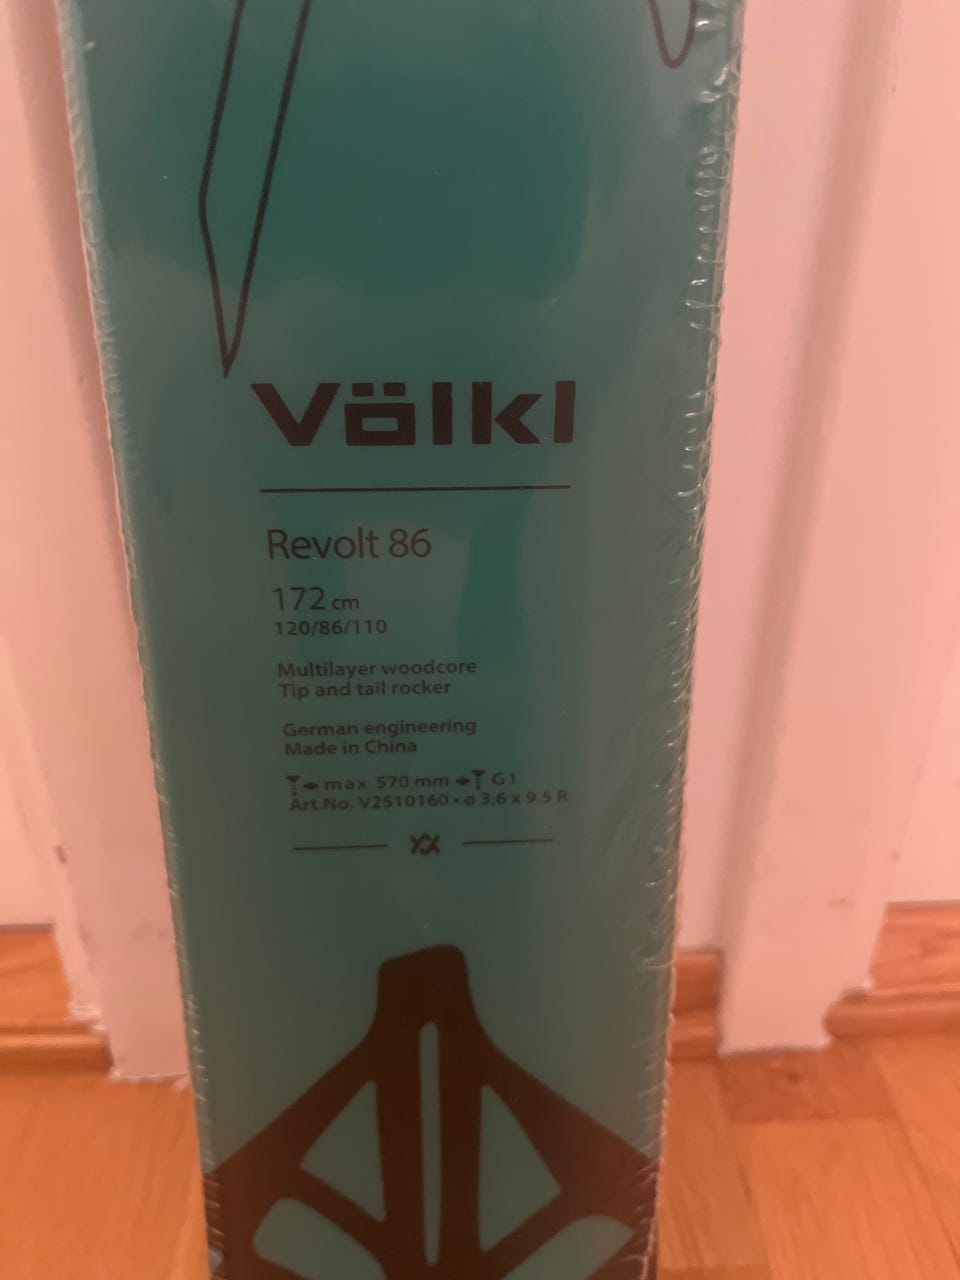 Völkl
Revolt 86
172 cm
120/86/110
Multilayer woodcore
Tip and tail rocker
German engineering
Made in China
max 570 mm G1
Art.No. V2510160 • ø 3.6 x 9.5 R